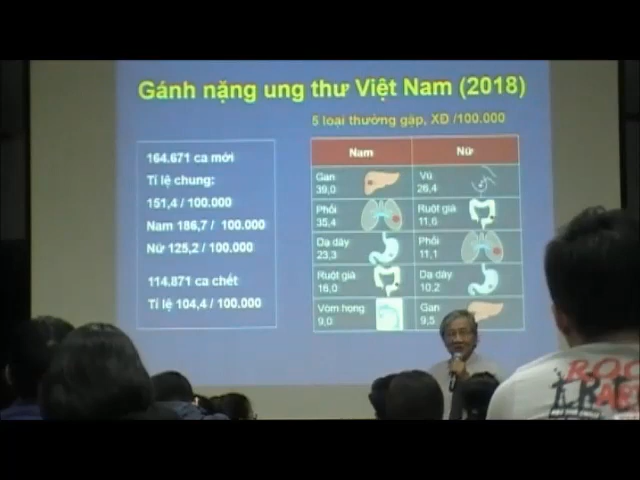 Gánh nặng ung thư Việt Nam (2018)
5 loại thường gặp, XĐ /100.000
164.671 ca mới
Tỉ lệ chung:
151,4 / 100.000
Nam 186,7 / 100.000
Nữ 125,2 / 100.000
114,871 ca chết
Tỉ lệ 104,4 / 100.000
Nam Nữ
Gan Vú
39,0 26,4
Phổi Ruột già
35,4 11,6
Dạ dày Phổi
23,3 11,1
Ruột già Dạ dày
16,0 10,2
Vòm họng Gan
9,0 9,5